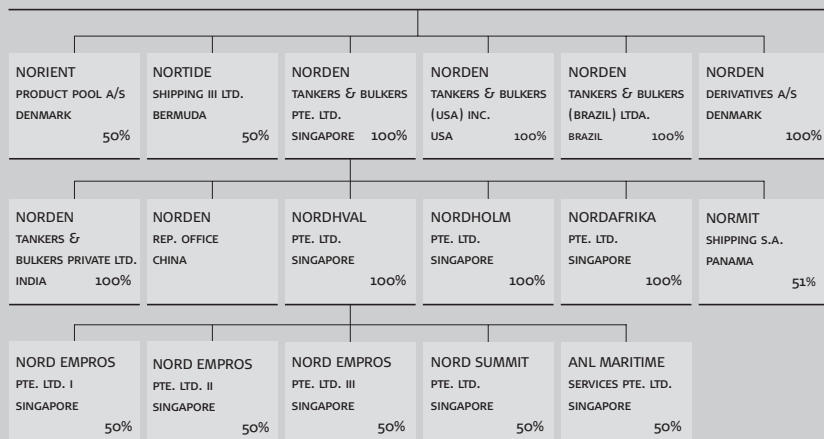 NORIENT
PRODUCT POOL A/S
DENMARK
50%
NORTIDE
SHIPPING III LTD.
BERMUDA
50%
NORDEN
TANKERS & BULKERS
PTE. LTD.
SINGAPORE 100%
NORDEN
TANKERS & BULKERS
(USA) INC.
USA 100%
NORDEN
TANKERS & BULKERS
(BRAZIL) LTDA.
BRAZIL 100%
NORDEN
DERIVATIVES A/S
DENMARK
100%
NORDEN
TANKERS &
BULKERS PRIVATE LTD.
INDIA 100%
NORDEN
REP. OFFICE
CHINA
NORDHVAL
PTE. LTD.
SINGAPORE
100%
NORDHOLM
PTE. LTD.
SINGAPORE
100%
NORDAFRIKA
PTE. LTD.
SINGAPORE
100%
NORMIT
SHIPPING S.A.
PANAMA
51%
NORD EMPROS
PTE. LTD. I
SINGAPORE
50%
NORD EMPROS
PTE. LTD. II
SINGAPORE
50%
NORD EMPROS
PTE. LTD. III
SINGAPORE
50%
NORD SUMMIT
PTE. LTD.
SINGAPORE
50%
ANL MARITIME
SERVICES PTE. LTD.
SINGAPORE
50%